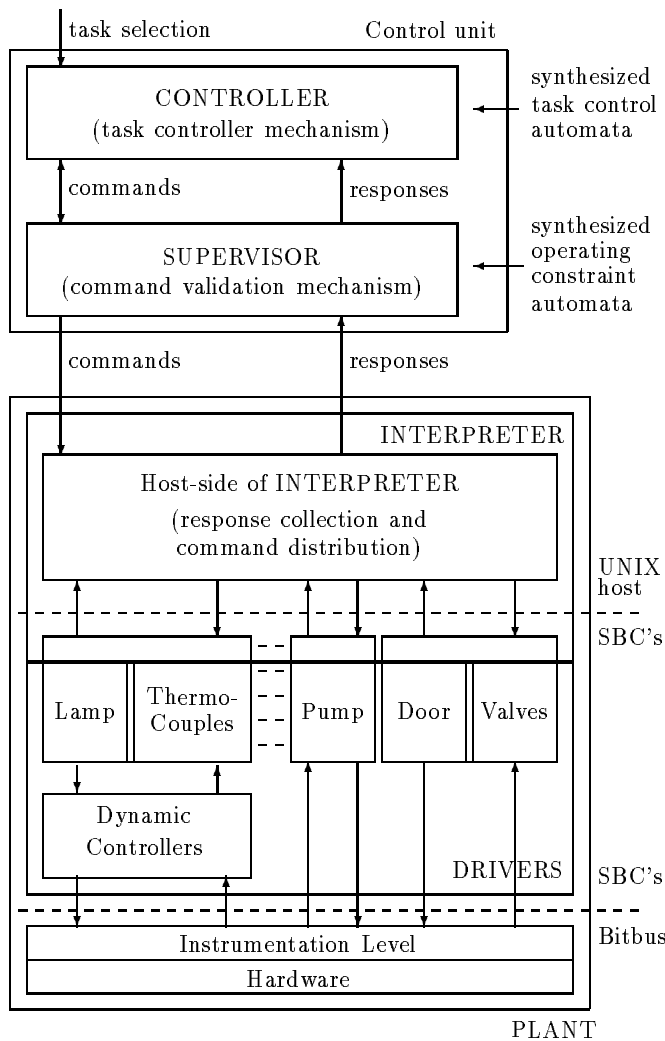 task selection
Control unit
CONTROLLER
(task controller mechanism)
synthesized
task control
automata
commands
responses
SUPERVISOR
(command validation mechanism)
synthesized
operating
constraint
automata
commands
responses
INTERPRETER
Host-side of INTERPRETER
(response collection and
command distribution)
UNIX
host
SBC's
Lamp
Thermo-
Couples
Pump
Door
Valves
Dynamic
Controllers
DRIVERS
SBC's
Bitbus
Instrumentation Level
Hardware
PLANT